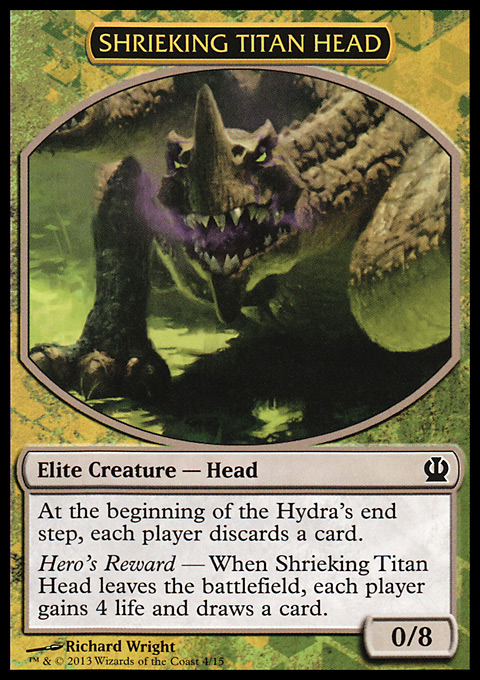 SHRIEKING TITAN HEAD
Elite Creature — Head
At the beginning of the Hydra's end
step, each player discards a card.
Hero's Reward — When Shrieking Titan
Head leaves the battlefield, each player
gains 4 life and draws a card.
Richard Wright
0/8
™ & © 2013 Wizards of the Coast 4/15